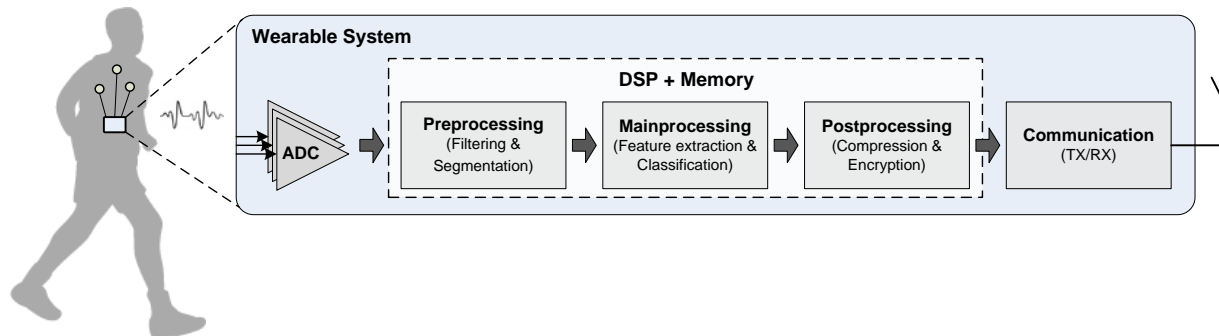 Wearable System
DSP + Memory
ADC
Preprocessing
(Filtering &
Segmentation)
Mainprocessing
(Feature extraction &
Classification)
Postprocessing
(Compression &
Encryption)
Communication
(TX/RX)